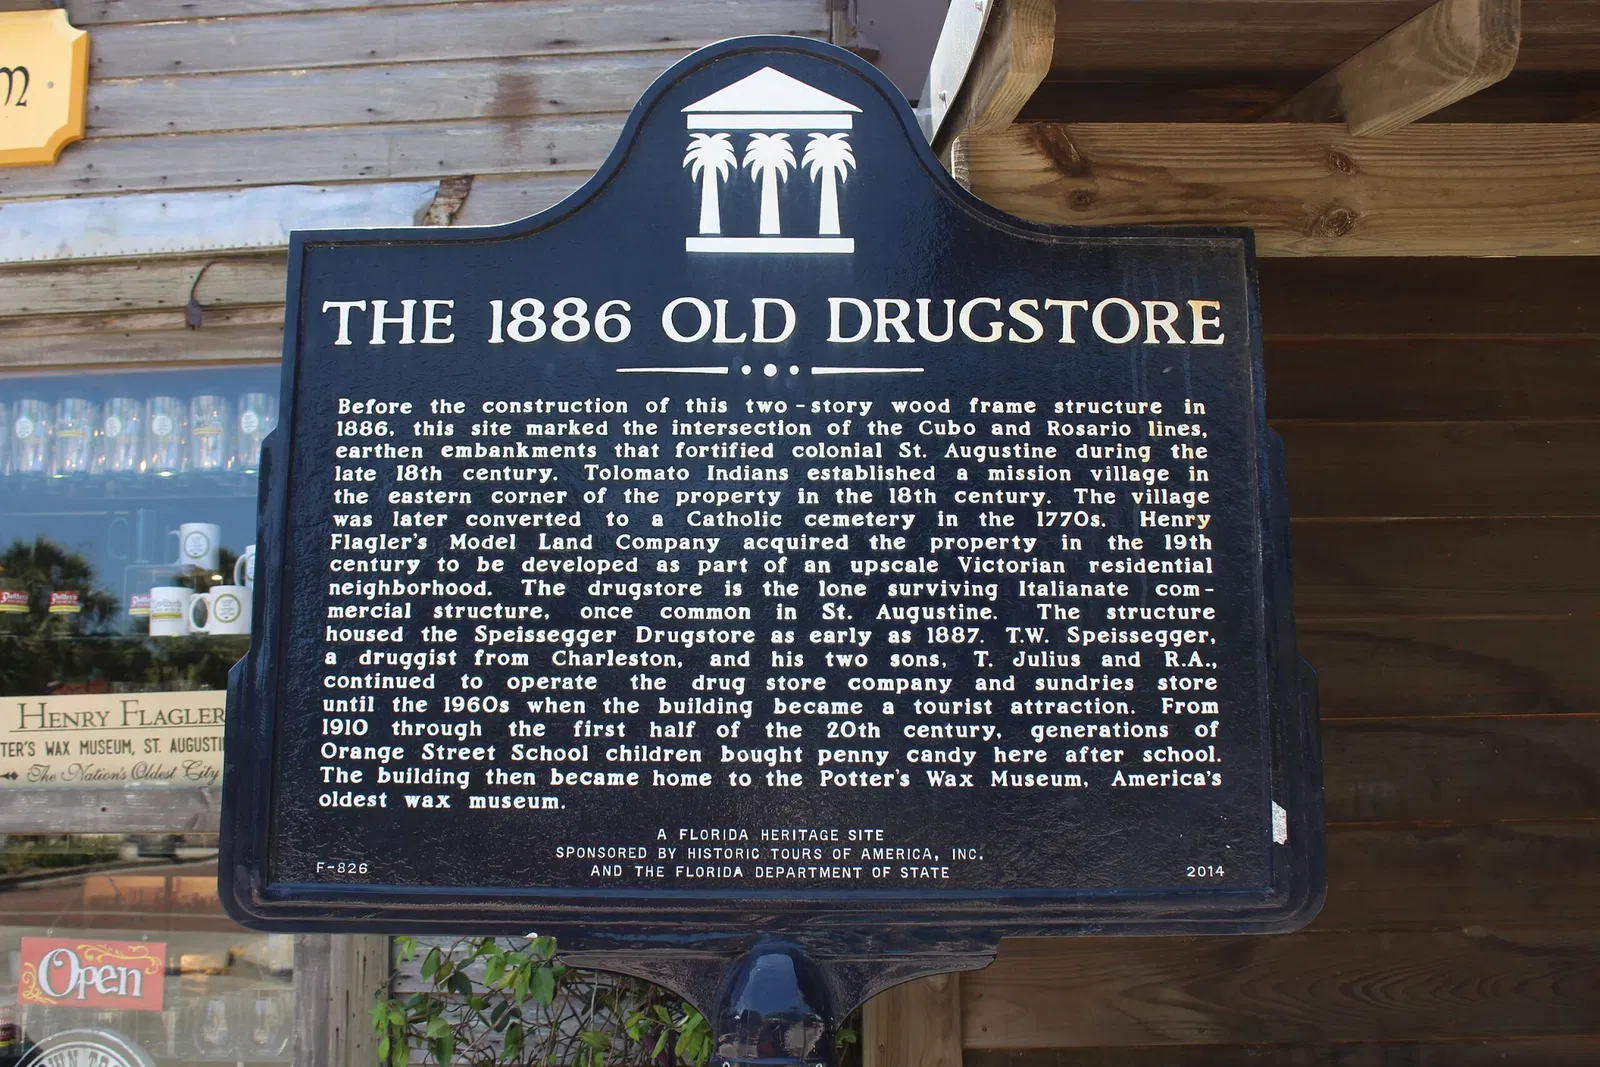 THE 1886 OLD DRUGSTORE
Before the construction of this two-story wood frame structure in
1886, this site marked the intersection of the Cubo and Rosario lines,
earthen embankments that fortified colonial St. Augustine during the
late 18th century. Tolomato Indians established a mission village in
the eastern corner of the property in the 18th century. The village
was later converted to a Catholic cemetery in the 1770s. Henry
Flagler's Model Land Company acquired the property in the 19th
century to be developed as part of an upscale Victorian residential
neighborhood. The drugstore is the lone surviving Italianate com-
mercial structure, once common in St. Augustine. The structure
housed the Speissegger Drugstore as early as 1887. T.W. Speissegger,
a druggist from Charleston, and his two sons, T. Julius and R.A.,
continued to operate the drug store company and sundries store
until the 1960s when the building became a tourist attraction. From
1910 through the first half of the 20th century, generations of
Orange Street School children bought penny candy here after school.
The building then became home to the Potter's Wax Museum, America's
oldest wax museum.
A FLORIDA HERITAGE SITE
SPONSORED BY HISTORIC TOURS OF AMERICA, INC.
AND THE FLORIDA DEPARTMENT OF STATE
F-826
2014
HENRY FLAGLER
TER'S WAX MUSEUM, ST. AUGUSTI
The Nation's Oldest City
Open